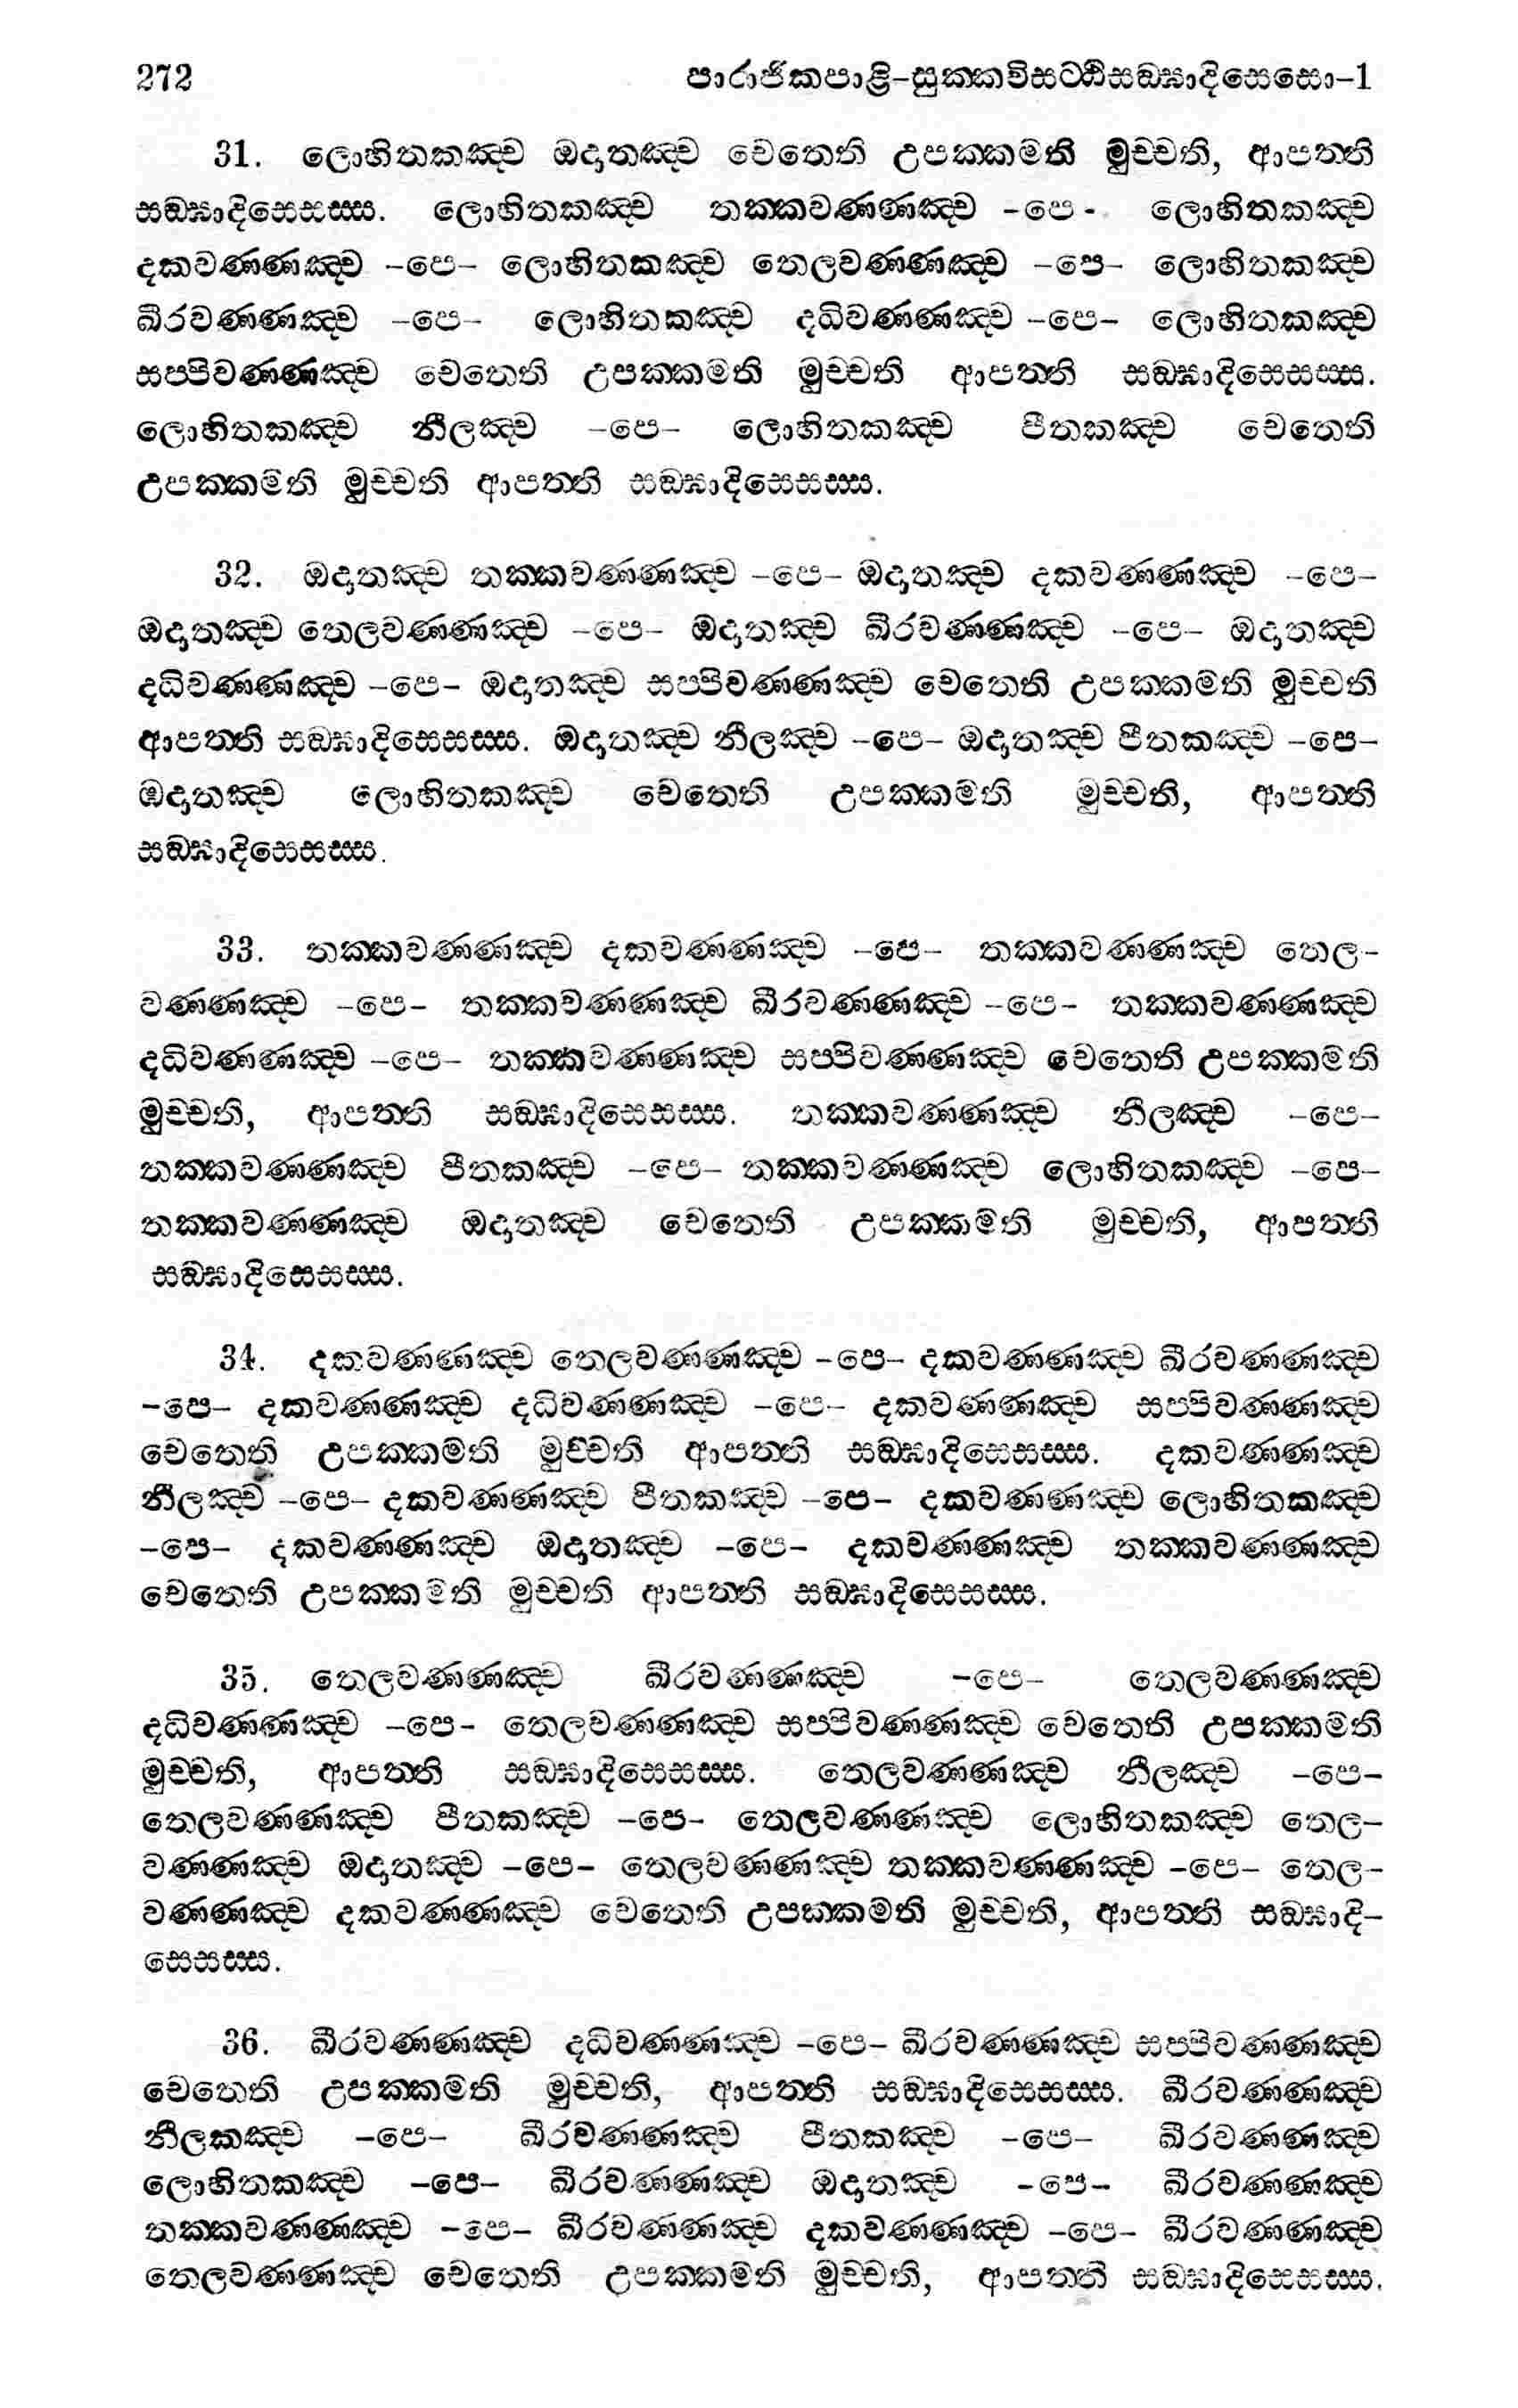 272 පාරාජිකපාළි-සුක්කවිසට්ඨිසඞ්ඝාදිසෙසො-1
31. ලොහිතකඤ්ච ඔදාතඤ්ච චෙතෙති උපක්කමති මුච්චති, ආපත්ති
සඞ්ඝාදිසෙසස්ස. ලොහිතකඤ්ච තක්කවණ්ණඤ්ච -පෙ- ලොහිතකඤ්ච
දකවණ්ණඤ්ච -පෙ- ලොහිතකඤ්ච තෙලවණ්ණඤ්ච -පෙ- ලොහිතකඤ්ච
ඛීරවණ්ණඤ්ච -පෙ- ලොහිතකඤ්ච දධිවණ්ණඤ්ච -පෙ- ලොහිතකඤ්ච
සප්පිවණ්ණඤ්ච චෙතෙති උපක්කමති මුච්චති ආපත්ති සඞ්ඝාදිසෙසස්ස.
ලොහිතකඤ්ච නීලඤ්ච -පෙ- ලොහිතකඤ්ච පීතකඤ්ච චෙතෙති
උපක්කමති මුච්චති ආපත්ති සඞ්ඝාදිසෙසස්ස.
32. ඔදාතඤ්ච තක්කවණ්ණඤ්ච -පෙ- ඔදාතඤ්ච දකවණ්ණඤ්ච -පෙ-
ඔදාතඤ්ච තෙලවණ්ණඤ්ච -පෙ- ඔදාතඤ්ච ඛීරවණ්ණඤ්ච -පෙ- ඔදාතඤ්ච
දධිවණ්ණඤ්ච -පෙ- ඔදාතඤ්ච සප්පිවණ්ණඤ්ච චෙතෙති උපක්කමති මුච්චති
ආපත්ති සඞ්ඝාදිසෙසස්ස. ඔදාතඤ්ච නීලඤ්ච -පෙ- ඔදාතඤ්ච පීතකඤ්ච -පෙ-
ඔදාතඤ්ච ලොහිතකඤ්ච චෙතෙති උපක්කමති මුච්චති, ආපත්ති
සඞ්ඝාදිසෙසස්ස.
33. තක්කවණ්ණඤ්ච දකවණ්ණඤ්ච -පෙ- තක්කවණ්ණඤ්ච තෙල-
වණ්ණඤ්ච -පෙ- තක්කවණ්ණඤ්ච ඛීරවණ්ණඤ්ච -පෙ- තක්කවණ්ණඤ්ච
දධිවණ්ණඤ්ච -පෙ- තක්කවණ්ණඤ්ච සප්පිවණ්ණඤ්ච චෙතෙති උපක්කමති
මුච්චති, ආපත්ති සඞ්ඝාදිසෙසස්ස. තක්කවණ්ණඤ්ච නීලඤ්ච -පෙ-
තක්කවණ්ණඤ්ච පීතකඤ්ච -පෙ- තක්කවණ්ණඤ්ච ලොහිතකඤ්ච -පෙ-
තක්කවණ්ණඤ්ච ඔදාතඤ්ච චෙතෙති උපක්කමති මුච්චති, ආපත්ති
සඞ්ඝාදිසෙසස්ස.
34. දකවණ්ණඤ්ච තෙලවණ්ණඤ්ච -පෙ- දකවණ්ණඤ්ච ඛීරවණ්ණඤ්ච
-පෙ- දකවණ්ණඤ්ච දධිවණ්ණඤ්ච -පෙ- දකවණ්ණඤ්ච සප්පිවණ්ණඤ්ච
චෙතෙති උපක්කමති මුච්චති ආපත්ති සඞ්ඝාදිසෙසස්ස. දකවණ්ණඤ්ච
නීලඤ්ච -පෙ- දකවණ්ණඤ්ච පීතකඤ්ච -පෙ- දකවණ්ණඤ්ච ලොහිතකඤ්ච
-පෙ- දකවණ්ණඤ්ච ඔදාතඤ්ච -පෙ- දකවණ්ණඤ්ච තක්කවණ්ණඤ්ච
චෙතෙති උපක්කමති මුච්චති ආපත්ති සඞ්ඝාදිසෙසස්ස.
35. තෙලවණ්ණඤ්ච ඛීරවණ්ණඤ්ච -පෙ- තෙලවණ්ණඤ්ච
දධිවණ්ණඤ්ච -පෙ- තෙලවණ්ණඤ්ච සප්පිවණ්ණඤ්ච චෙතෙති උපක්කමති
මුච්චති, ආපත්ති සඞ්ඝාදිසෙසස්ස. තෙලවණ්ණඤ්ච නීලඤ්ච -පෙ-
තෙලවණ්ණඤ්ච පීතකඤ්ච -පෙ- තෙලවණ්ණඤ්ච ලොහිතකඤ්ච තෙල-
වණ්ණඤ්ච ඔදාතඤ්ච -පෙ- තෙලවණ්ණඤ්ච තක්කවණ්ණඤ්ච -පෙ- තෙල-
වණ්ණඤ්ච දකවණ්ණඤ්ච චෙතෙති උපක්කමති මුච්චති, ආපත්ති සඞ්ඝාදි-
සෙසස්ස.
36. ඛීරවණ්ණඤ්ච දධිවණ්ණඤ්ච -පෙ- ඛීරවණ්ණඤ්ච සප්පිවණ්ණඤ්ච
චෙතෙති උපක්කමති මුච්චති, ආපත්ති සඞ්ඝාදිසෙසස්ස. ඛීරවණ්ණඤ්ච
නීලකඤ්ච -පෙ- ඛීරවණ්ණඤ්ච පීතකඤ්ච -පෙ- ඛීරවණ්ණඤ්ච
ලොහිතකඤ්ච -පෙ- ඛීරවණ්ණඤ්ච ඔදාතඤ්ච -පෙ- ඛීරවණ්ණඤ්ච
තක්කවණ්ණඤ්ච -පෙ- ඛීරවණ්ණඤ්ච දකවණ්ණඤ්ච -පෙ- ඛීරවණ්ණඤ්ච
තෙලවණ්ණඤ්ච චෙතෙති උපක්කමති මුච්චති, ආපත්ති සඞ්ඝාදිසෙසස්ස.